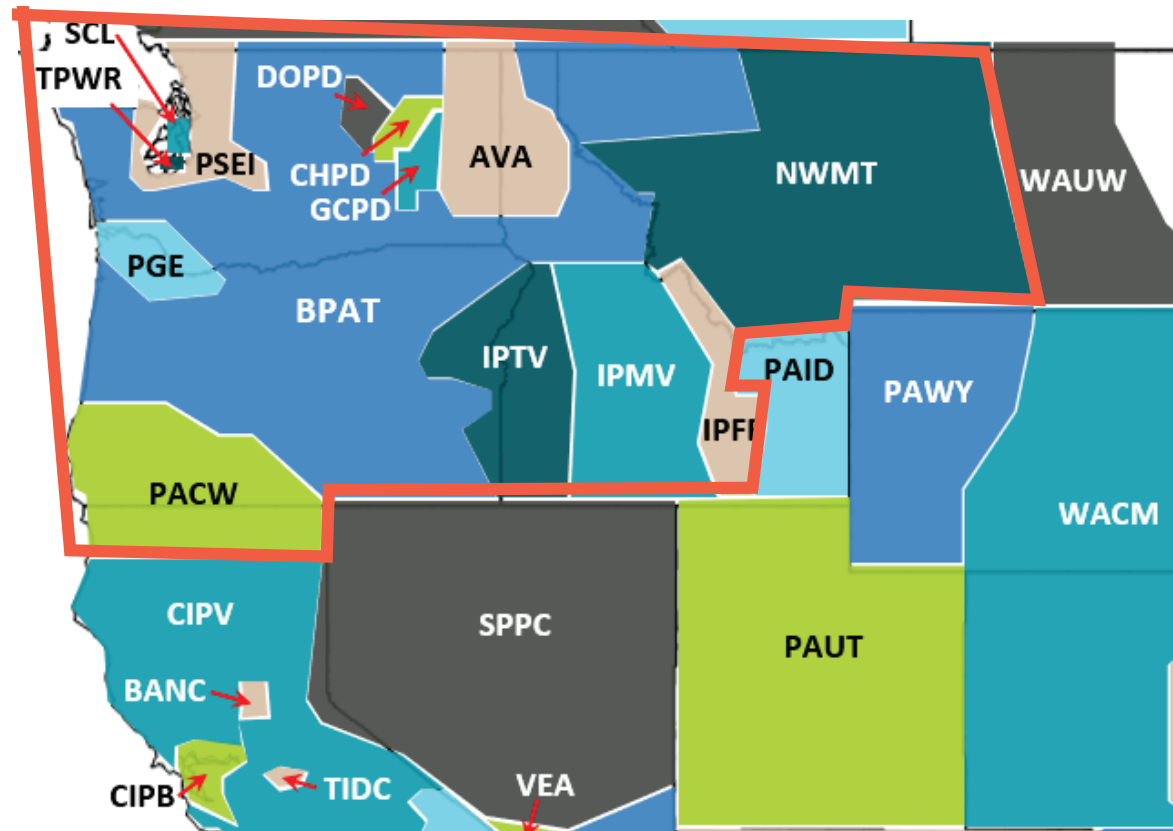 SCL
TPWR
DOPD
PSEI
CHPD
AVA
GCPD
NWMT
WAUW
PGE
BPAT
IPTV
IPMV
PAID
PAWY
IPFF
PACW
WACM
CIPV
SPPC
PAUT
BANC
VEA
CIPB
TIDC